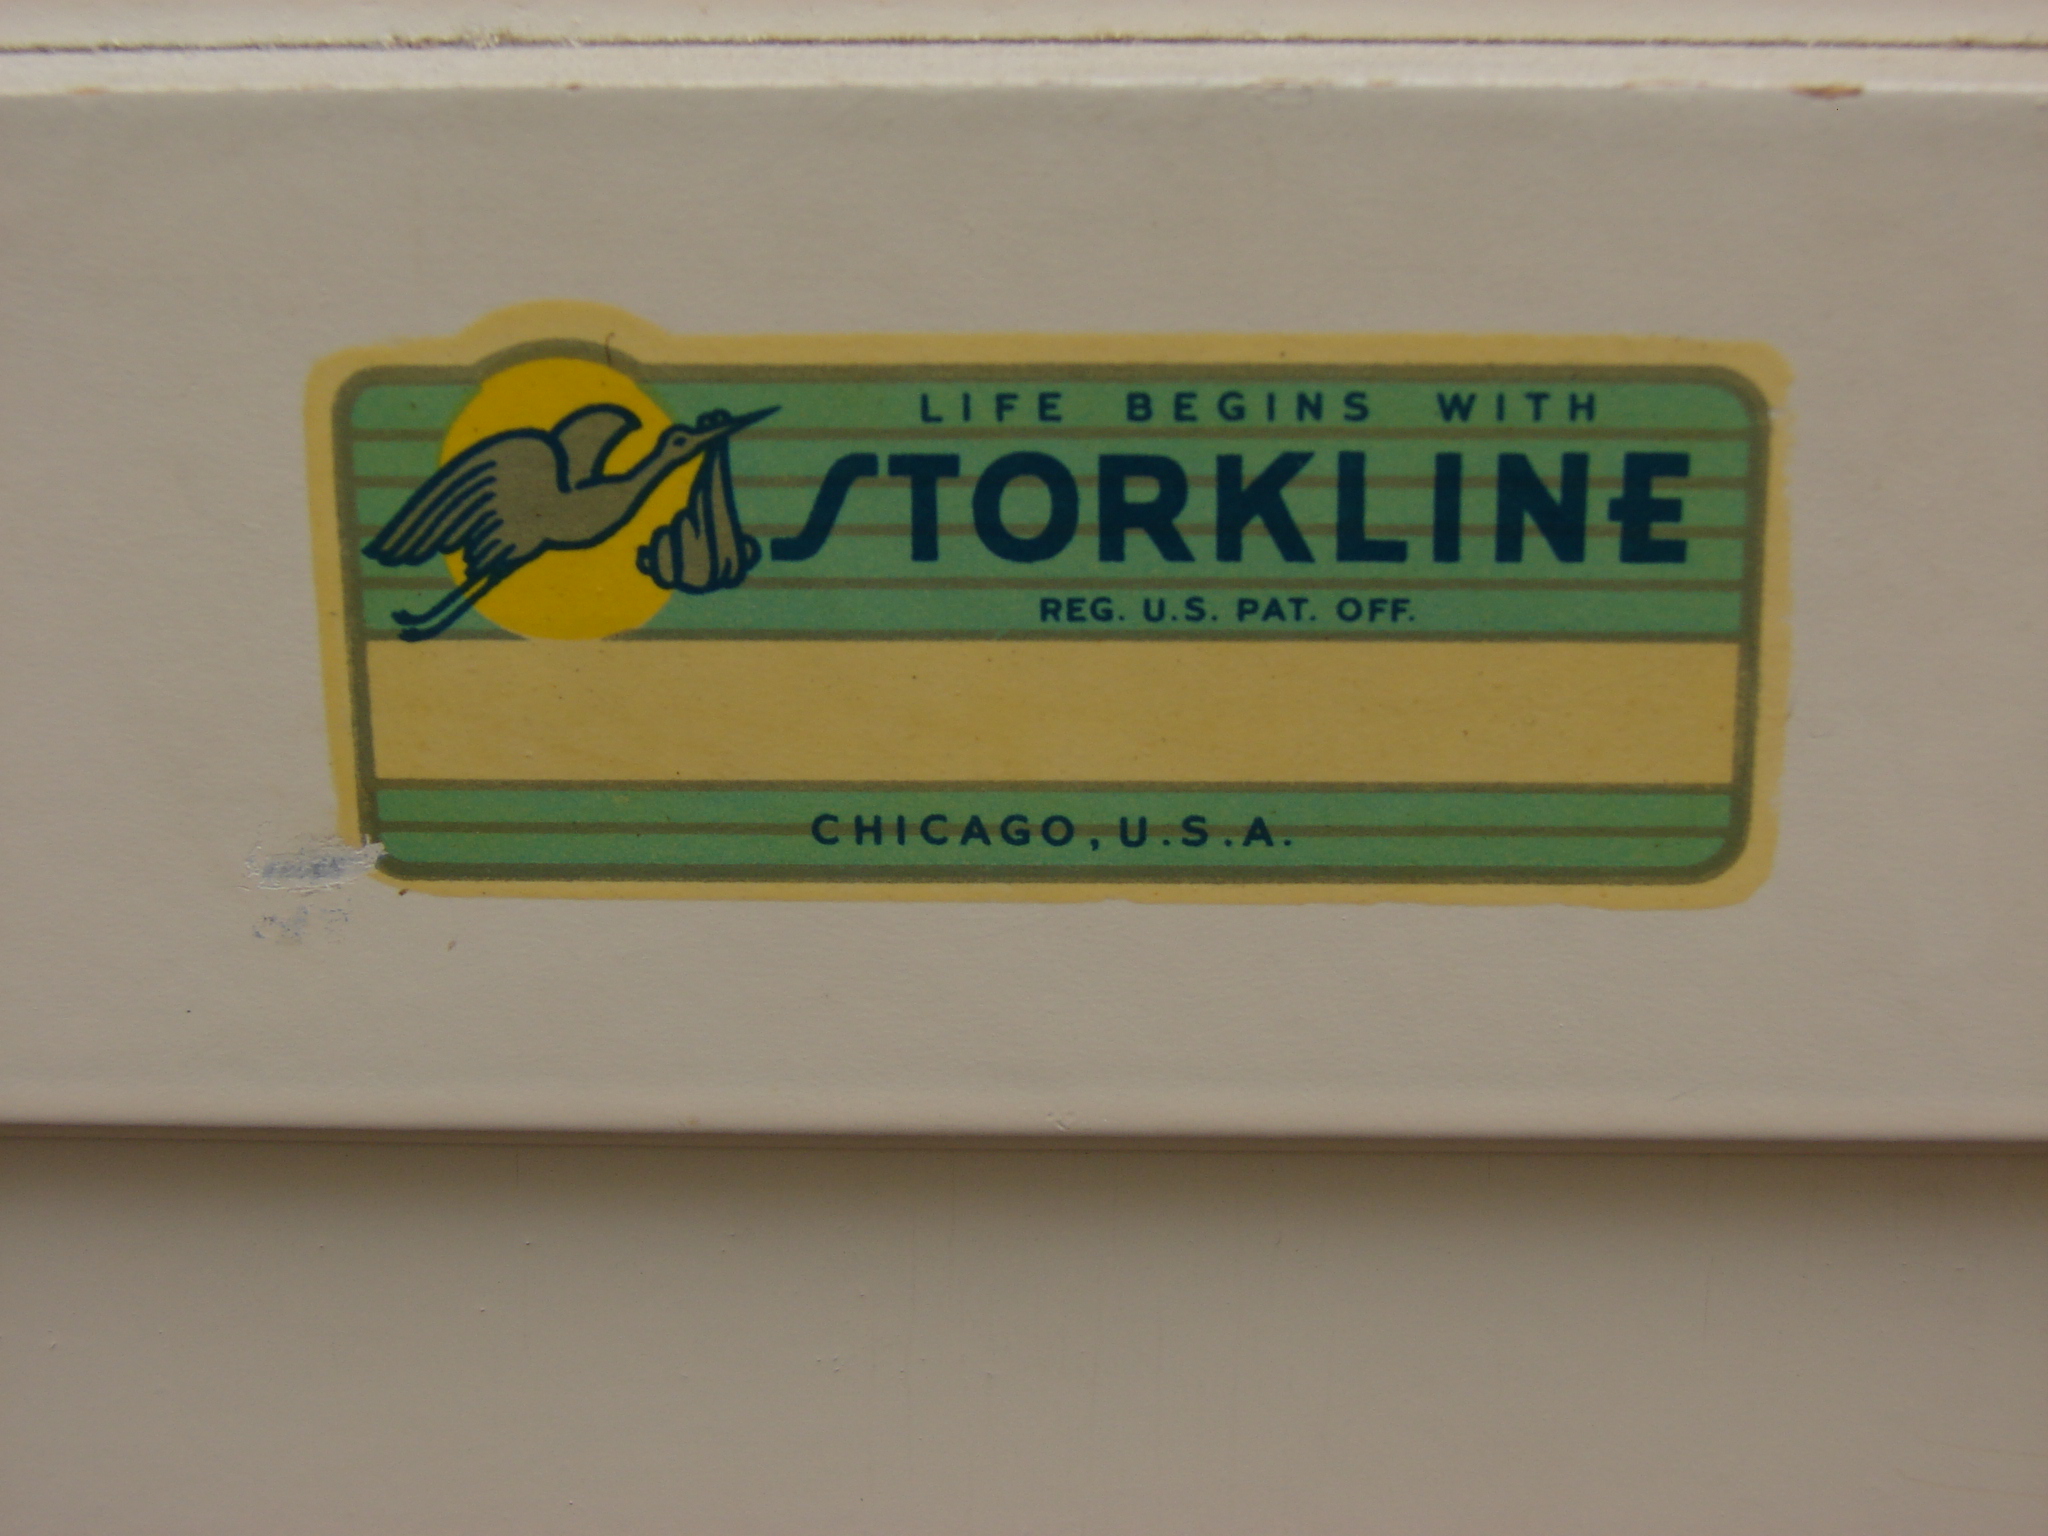 LIFE BEGINS WITH
STORKLINE
REG. U.S. PAT. OFF.
CHICAGO, U.S.A.